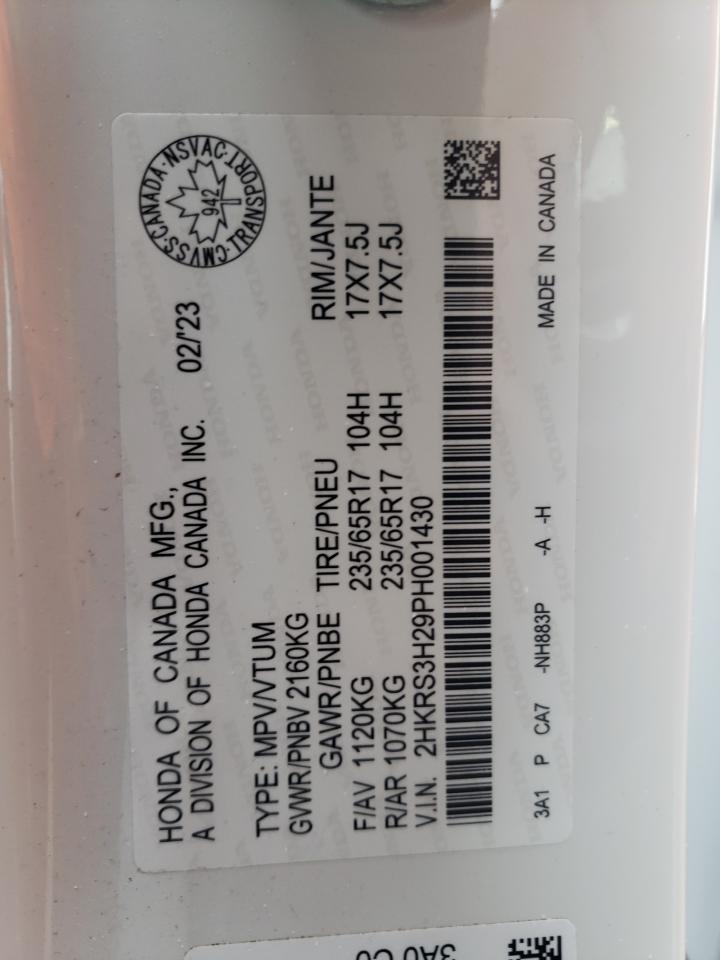 HONDA OF CANADA MFG.,
A DIVISION OF HONDA CANADA INC. 02/'23
CMVSS·CANADA·NSVAC·TRANSPORT·
942
TYPE: MPV/VTUM
GVWR/PNBV 2160KG
GAWR/PNBE TIRE/PNEU RIM/JANTE
F/AV 1120KG 235/65R17 104H 17X7.5J
R/AR 1070KG 235/65R17 104H 17X7.5J
V.I.N. 2HKRS3H29PH001430
3A1 P CA7 -NH883P -A -H MADE IN CANADA